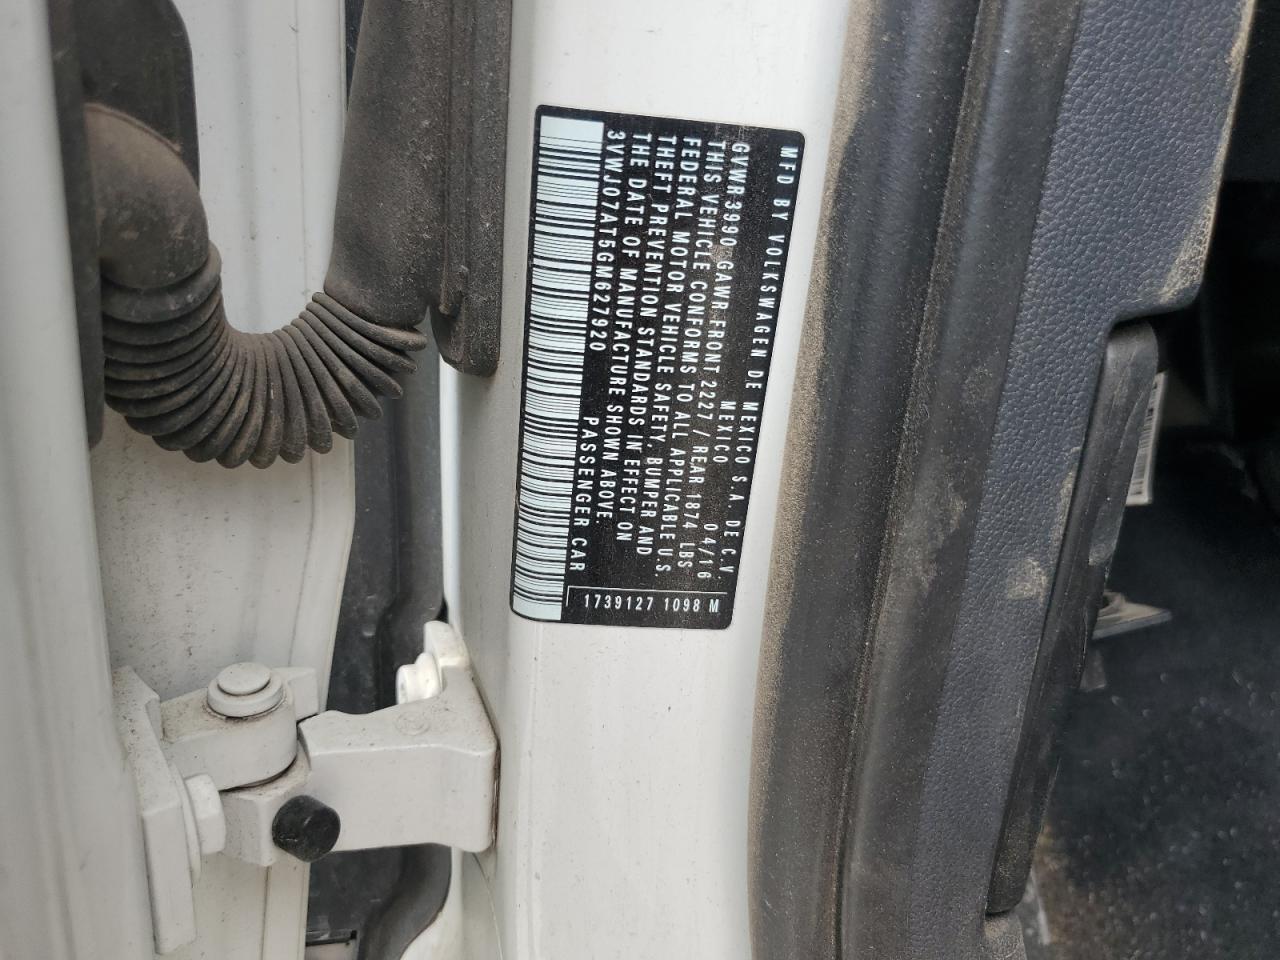 MFD BY VOLKSWAGEN DE MEXICO S.A. DE C.V.
MEXICO 04/16
GVWR 3990 GAWR FRONT 2227 / REAR 1874 LBS
THIS VEHICLE CONFORMS TO ALL APPLICABLE U.S.
FEDERAL MOTOR VEHICLE SAFETY, BUMPER AND
THEFT PREVENTION STANDARDS IN EFFECT ON
THE DATE OF MANUFACTURE SHOWN ABOVE.
3VWJ07AT5GM627920 PASSENGER CAR
1739127 1098 M